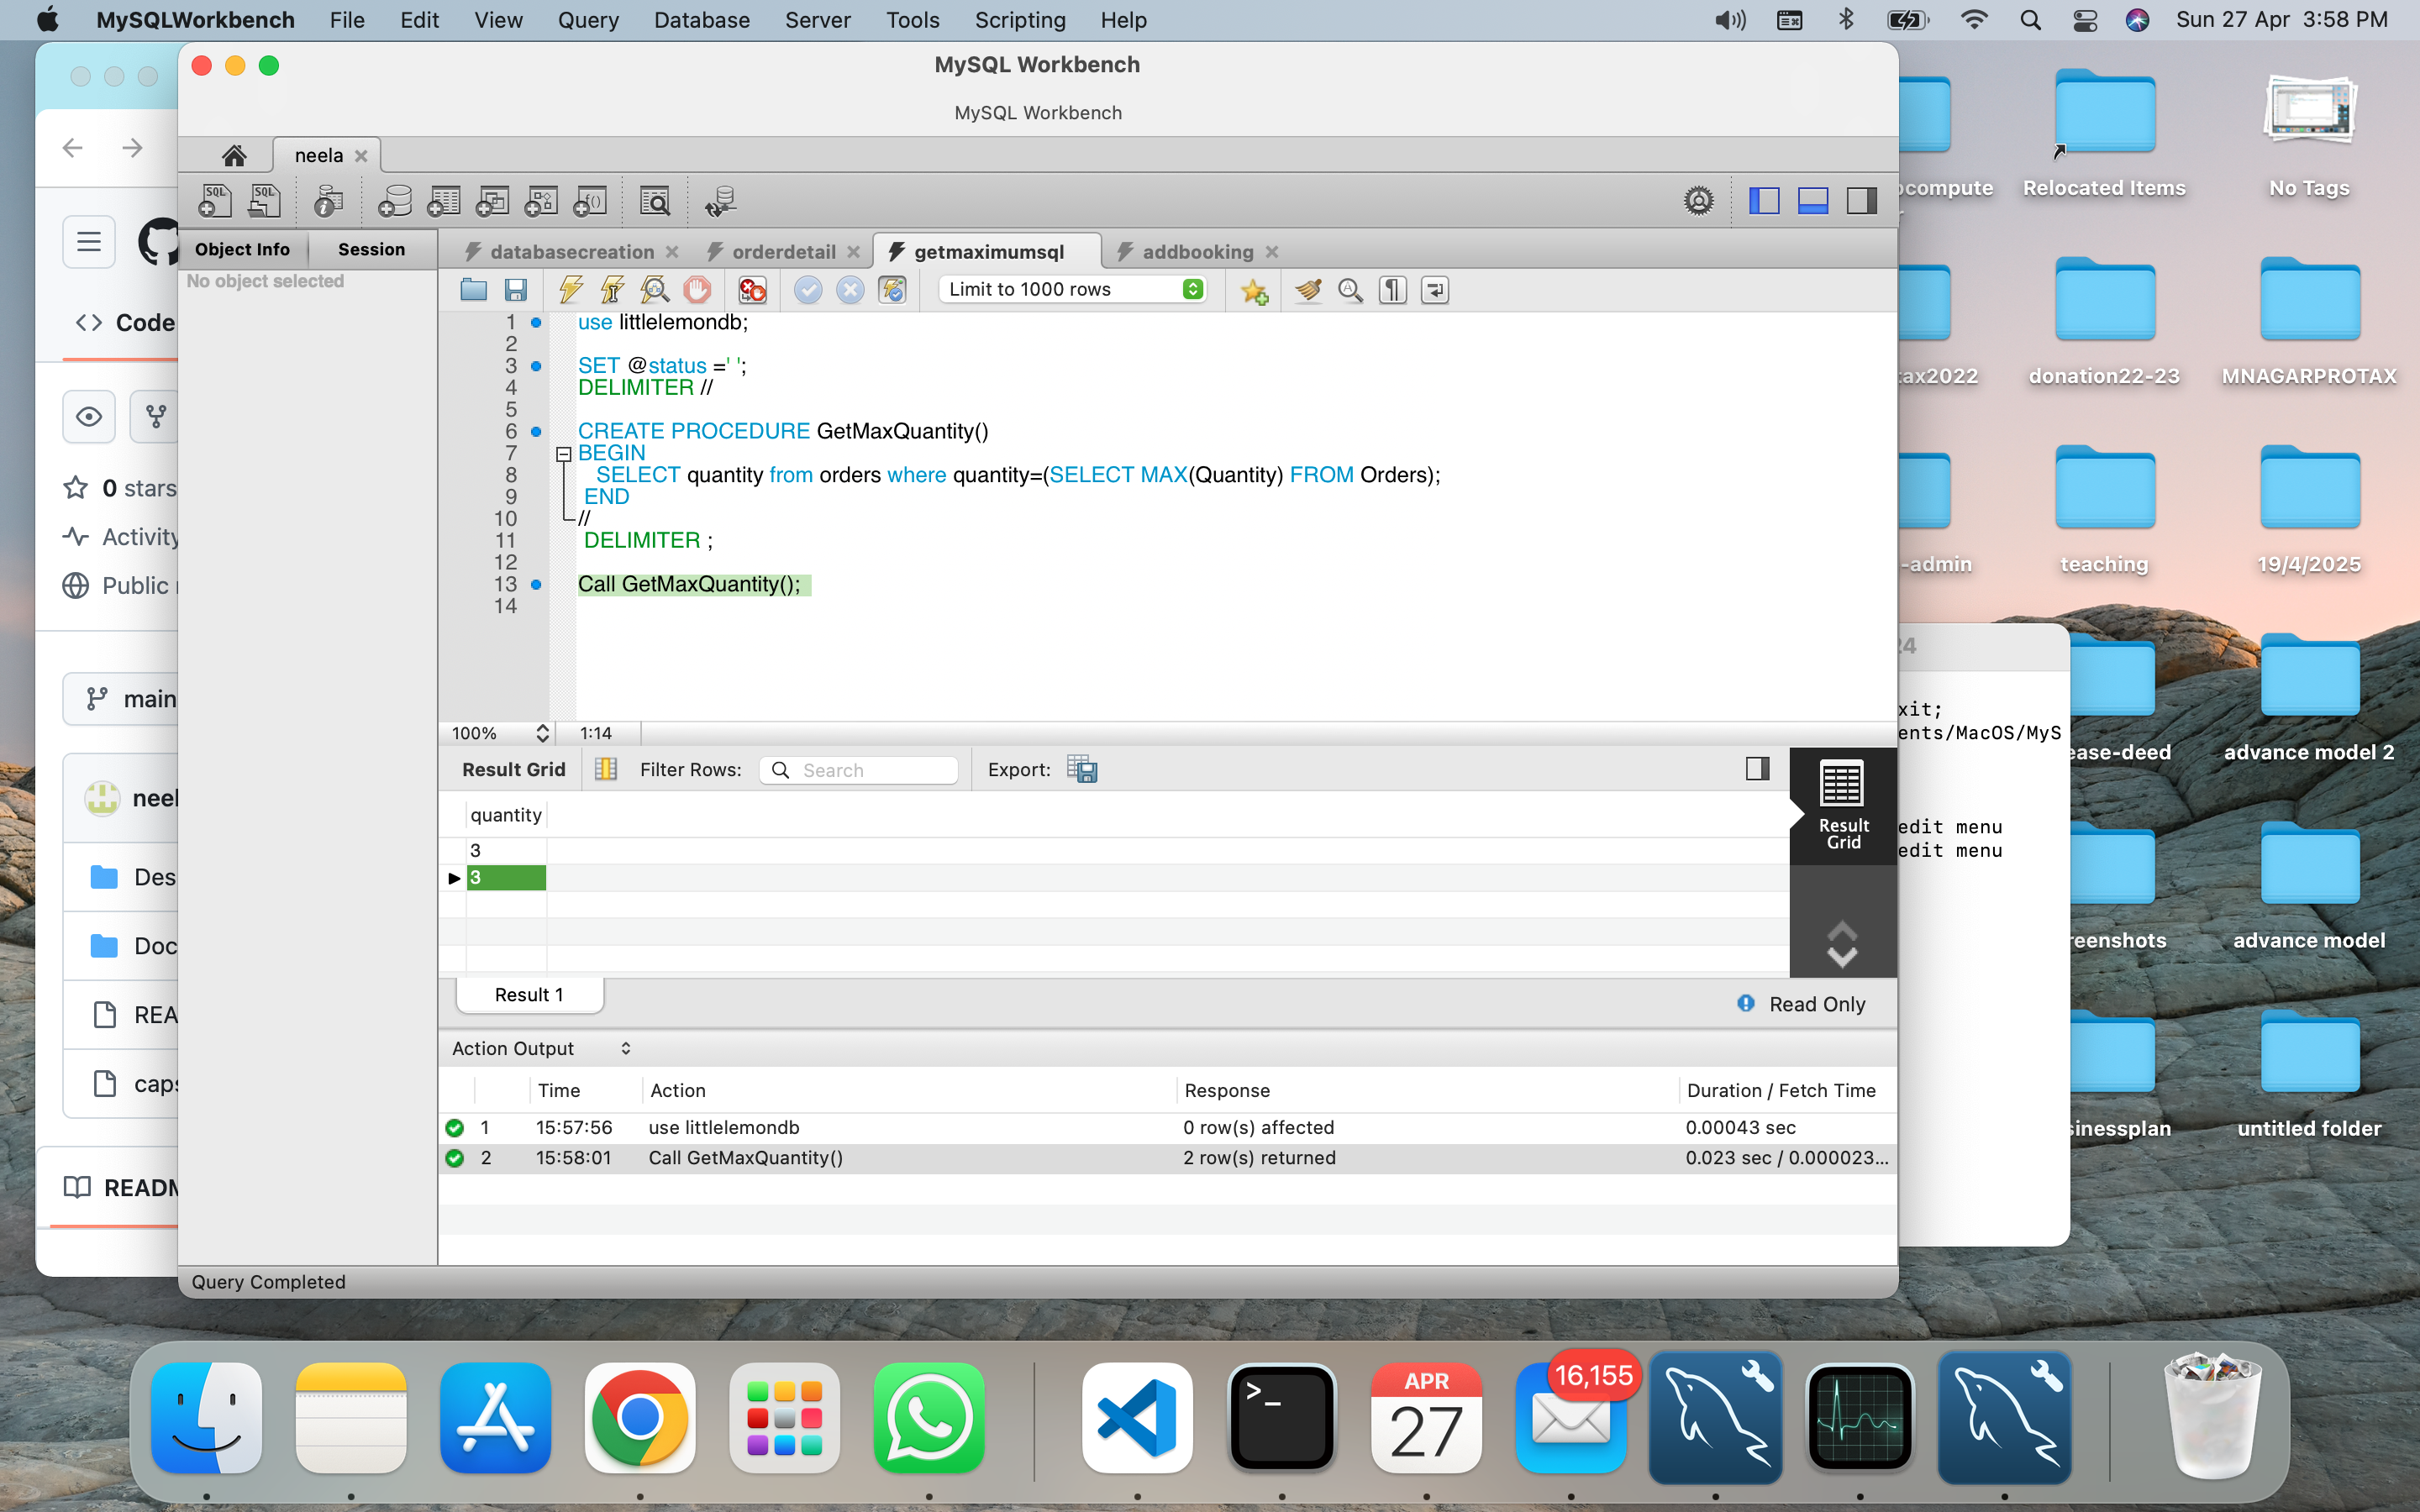 MySQLWorkbench File Edit View Query Database Server Tools Scripting Help Sun 27 Apr 3:58 PM
MySQL Workbench
MySQL Workbench
neela
Object Info Session
No object selected
databasecreation orderdetail getmaximumsql addbooking
Limit to 1000 rows
1 use littlelemondb;
2
3 SET @status =' ';
4 DELIMITER //
5
6 CREATE PROCEDURE GetMaxQuantity()
7 BEGIN
8 SELECT quantity from orders where quantity=(SELECT MAX(Quantity) FROM Orders);
9 END
10 //
11 DELIMITER ;
12
13 Call GetMaxQuantity();
14
100% 1:14
Result Grid Filter Rows: Search Export:
Result
Grid
quantity
3
3
Result 1
Read Only
Action Output
Time Action Response Duration / Fetch Time
1 15:57:56 use littlelemondb 0 row(s) affected 0.00043 sec
2 15:58:01 Call GetMaxQuantity() 2 row(s) returned 0.023 sec / 0.000023...
Query Completed
Code
0 stars
Activity
Public
main
neel
Des
Doc
REA
caps
READM
24
xit;
ents/MacOS/MyS
edit menu
edit menu
ocompute
Relocated Items
No Tags
tax2022
donation22-23
MNAGARPROTAX
-admin
teaching
19/4/2025
ease-deed
advance model 2
reenshots
advance model
sinessplan
untitled folder
APR
27
16,155